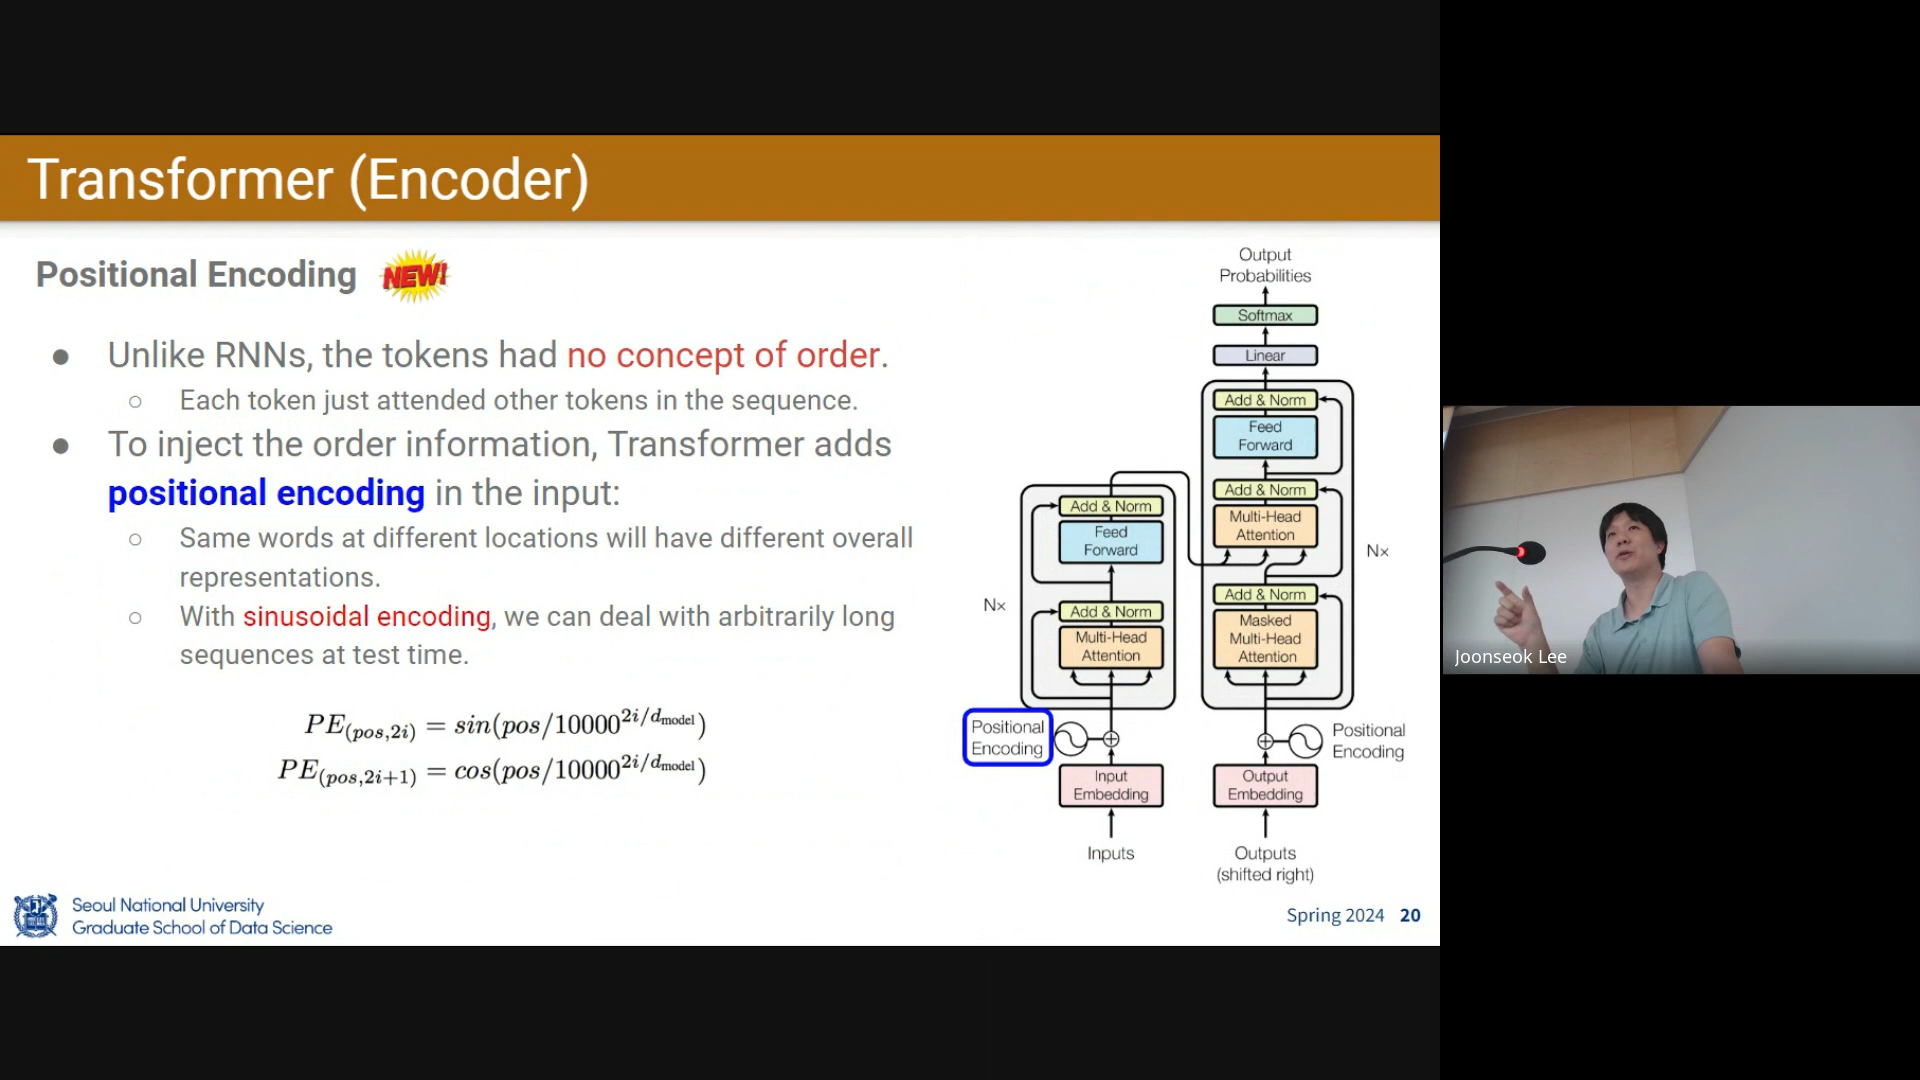 Transformer (Encoder)
Positional Encoding NEW!
● Unlike RNNs, the tokens had no concept of order.
○ Each token just attended other tokens in the sequence.
● To inject the order information, Transformer adds
positional encoding in the input:
○ Same words at different locations will have different overall
representations.
○ With sinusoidal encoding, we can deal with arbitrarily long
sequences at test time.
PE(pos,2i) = sin(pos/10000^2i/dmodel)
PE(pos,2i+1) = cos(pos/10000^2i/dmodel)
Output
Probabilities
Softmax
Linear
Add & Norm
Feed
Forward
Add & Norm
Multi-Head
Attention
Add & Norm
Masked
Multi-Head
Attention
Nx
Add & Norm
Feed
Forward
Add & Norm
Multi-Head
Attention
Nx
Positional
Encoding
Positional
Encoding
Input
Embedding
Output
Embedding
Inputs
Outputs
(shifted right)
Seoul National University
Graduate School of Data Science
Spring 2024 20
Joonseok Lee